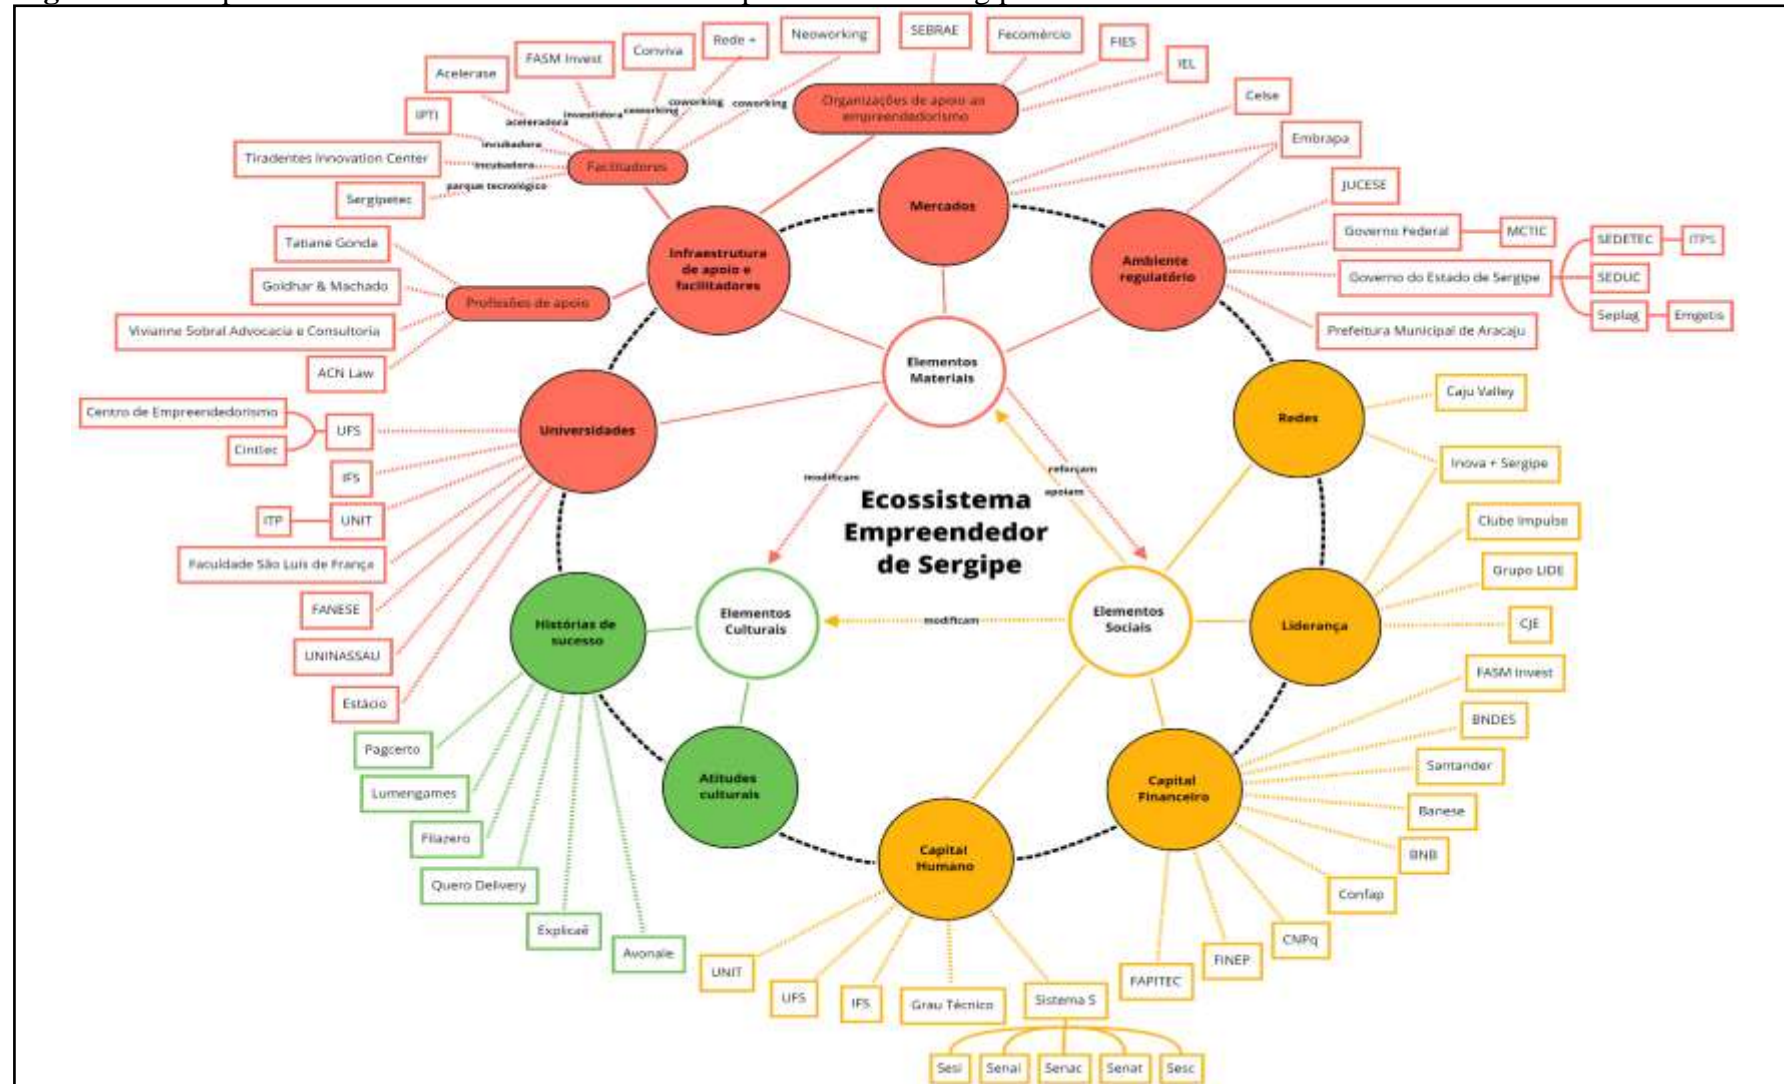 Neoworking
SEBRAE
Fecomércio
FIES
Rede +
Conviva
FASM Invest
Acelerase
IEL
Organizações de apoio ao
empreendedorismo
Celse
IPTI
aceleradora
investidora
coworking
coworking
coworking
Embrapa
incubadora
Tiradentes Innovation Center
incubadora
Facilitadores
parque tecnológico
Sergipetec
JUCESE
Mercados
Governo Federal
MCTIC
SEDETEC
ITPS
Tatiane Gonda
Infraestrutura
de apoio e
facilitadores
Ambiente
regulatório
Governo do Estado de Sergipe
SEDUC
Goldhar & Machado
Profissões de apoio
Seplag
Emgetis
Vivianne Sobral Advocacia e Consultoria
Prefeitura Municipal de Aracaju
ACN Law
Elementos
Materiais
Caju Valley
Centro de Empreendedorismo
UFS
Cinttec
Universidades
Redes
IFS
modificam
reforçam
apoiam
Inova + Sergipe
ITP
UNIT
Ecossistema
Empreendedor
de Sergipe
Clube Impulse
Faculdade São Luís de França
Grupo LIDE
FANESE
Histórias de
sucesso
Elementos
Culturais
modificam
Elementos
Sociais
Liderança
CJE
UNINASSAU
FASM Invest
Estácio
BNDES
Pagcerto
Santander
Lumengames
Atitudes
culturais
Capital
Financeiro
Banese
Filazero
BNB
Quero Delivery
Capital
Humano
Confap
Explicaê
CNPq
Avonale
FINEP
UNIT
FAPITEC
UFS
IFS
Grau Técnico
Sistema S
Sesi
Senai
Senac
Senat
Sesc